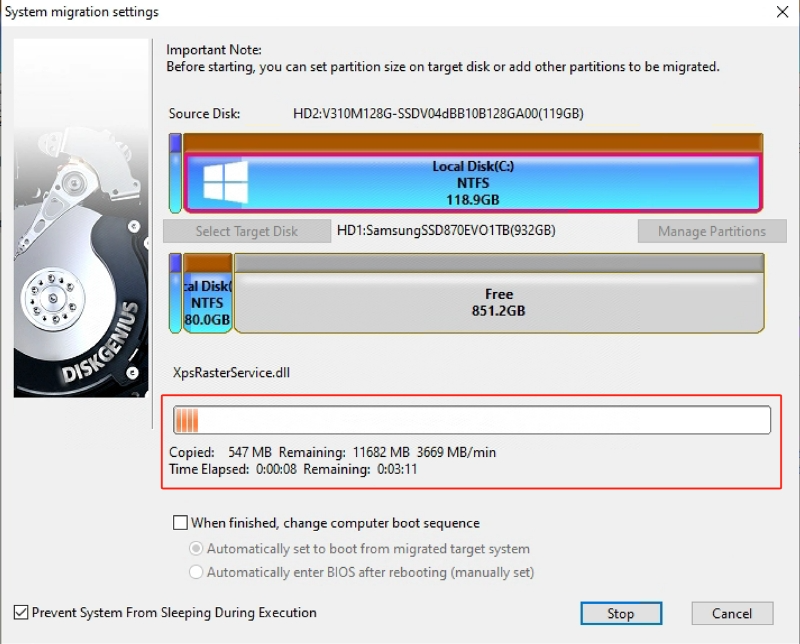 System migration settings
Important Note:
Before starting, you can set partition size on target disk or add other partitions to be migrated.
Source Disk: HD2:V310M128G-SSDV04dBB10B128GA00(119GB)
Local Disk(C:)
NTFS
118.9GB
Select Target Disk HD1:SamsungSSD870EVO1TB(932GB) Manage Partitions
cal Disk(
NTFS
80.0GB
Free
851.2GB
DISKGENIUS
XpsRasterService.dll
Copied: 547 MB Remaining: 11682 MB 3669 MB/min
Time Elapsed: 0:00:08 Remaining: 0:03:11
When finished, change computer boot sequence
Automatically set to boot from migrated target system
Automatically enter BIOS after rebooting (manually set)
Prevent System From Sleeping During Execution
Stop Cancel